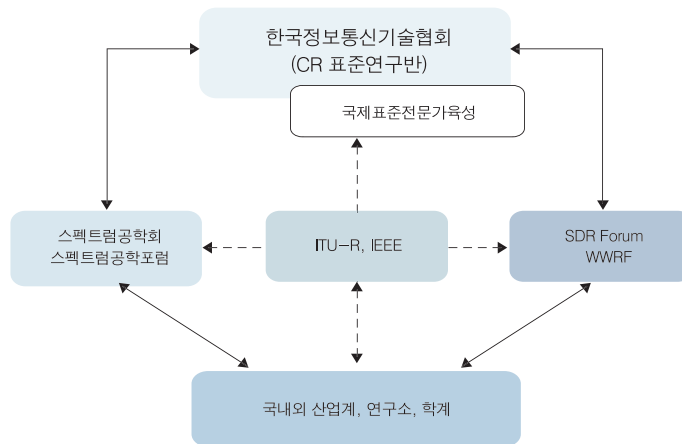 한국정보통신기술협회
(CR 표준연구반)
국제표준전문가육성
스펙트럼공학회
스펙트럼공학포럼
ITU-R, IEEE
SDR Forum
WWRF
국내외 산업계, 연구소, 학계